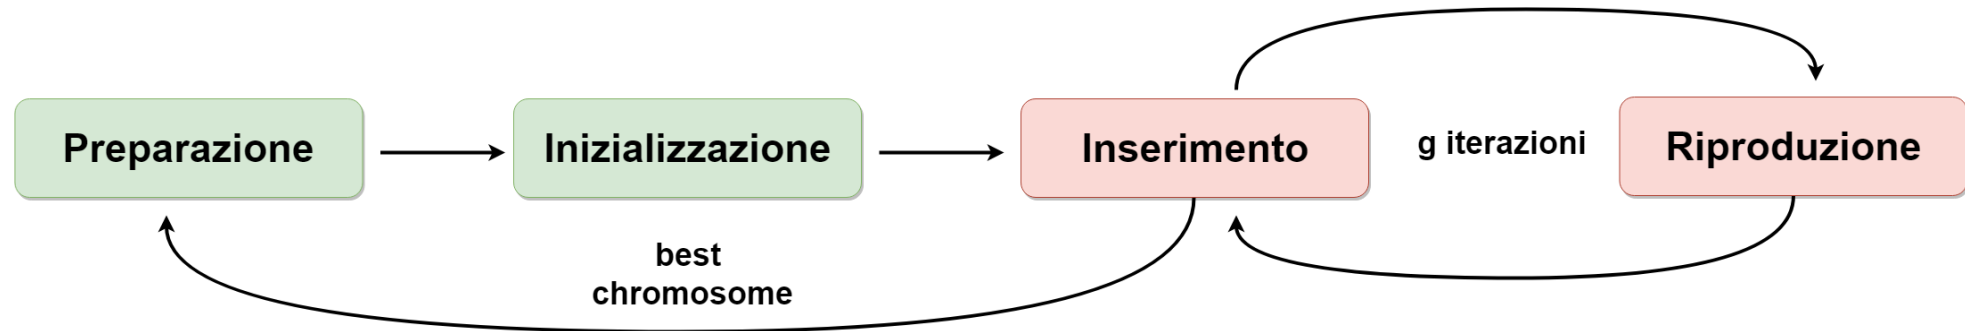 Preparazione
Inizializzazione
Inserimento
g iterazioni
Riproduzione
best
chromosome